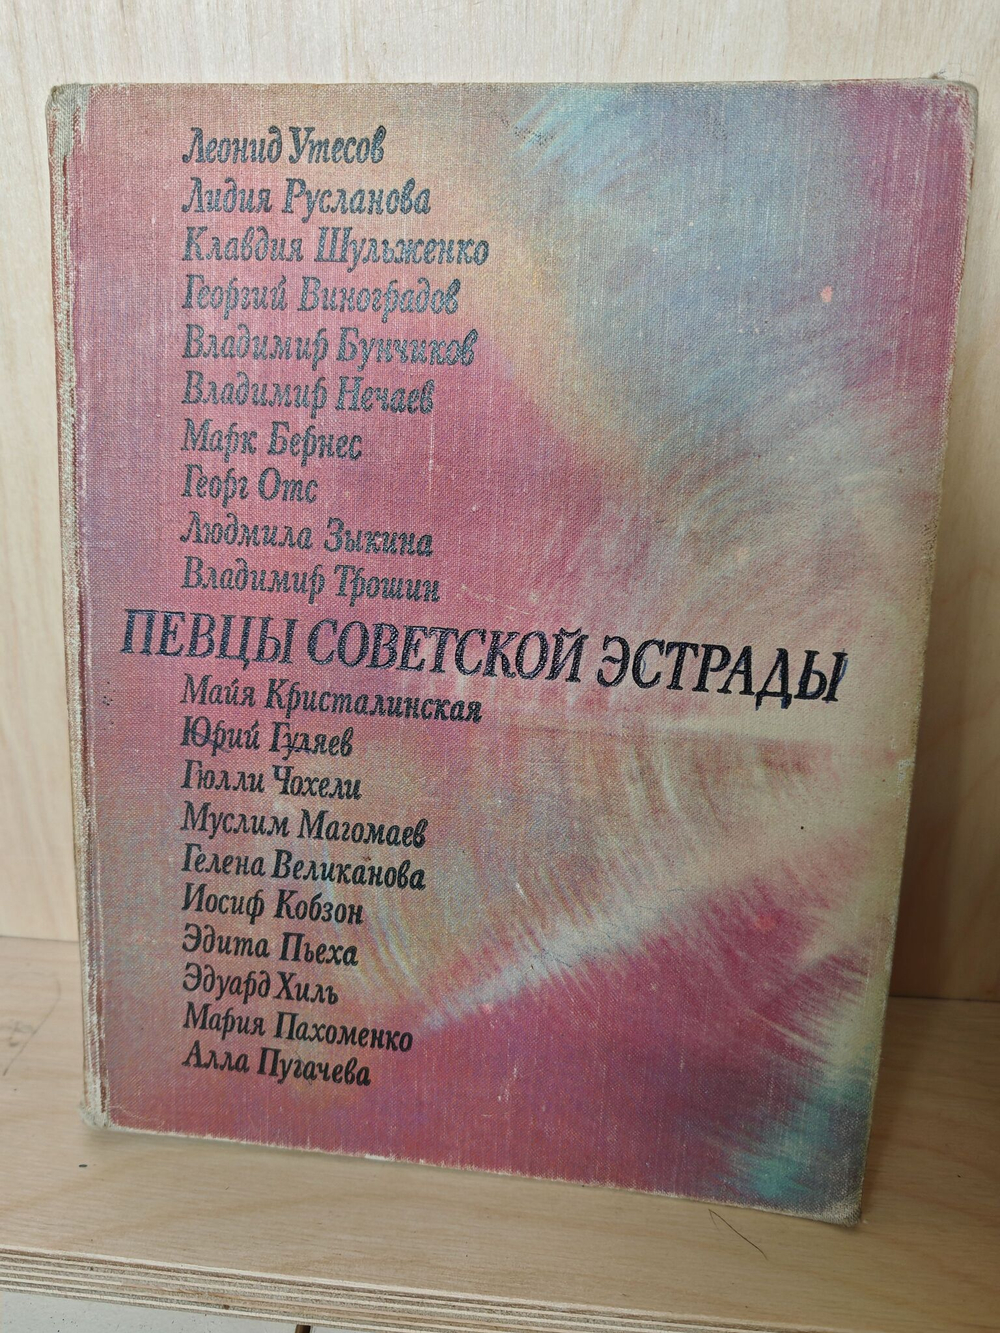 Леонид Утесов
Лидия Русланова
Клавдия Шульженко
Георгий Виноградов
Владимир Бунчиков
Владимир Нечаев
Марк Бернес
Георг Отс
Людмила Зыкина
Владимир Трошин
ПЕВЦЫ СОВЕТСКОЙ ЭСТРАДЫ
Майя Кристалинская
Юрий Гуляев
Гюлли Чохели
Муслим Магомаев
Гелена Великанова
Иосиф Кобзон
Эдита Пьеха
Эдуард Хиль
Мария Пахоменко
Алла Пугачева